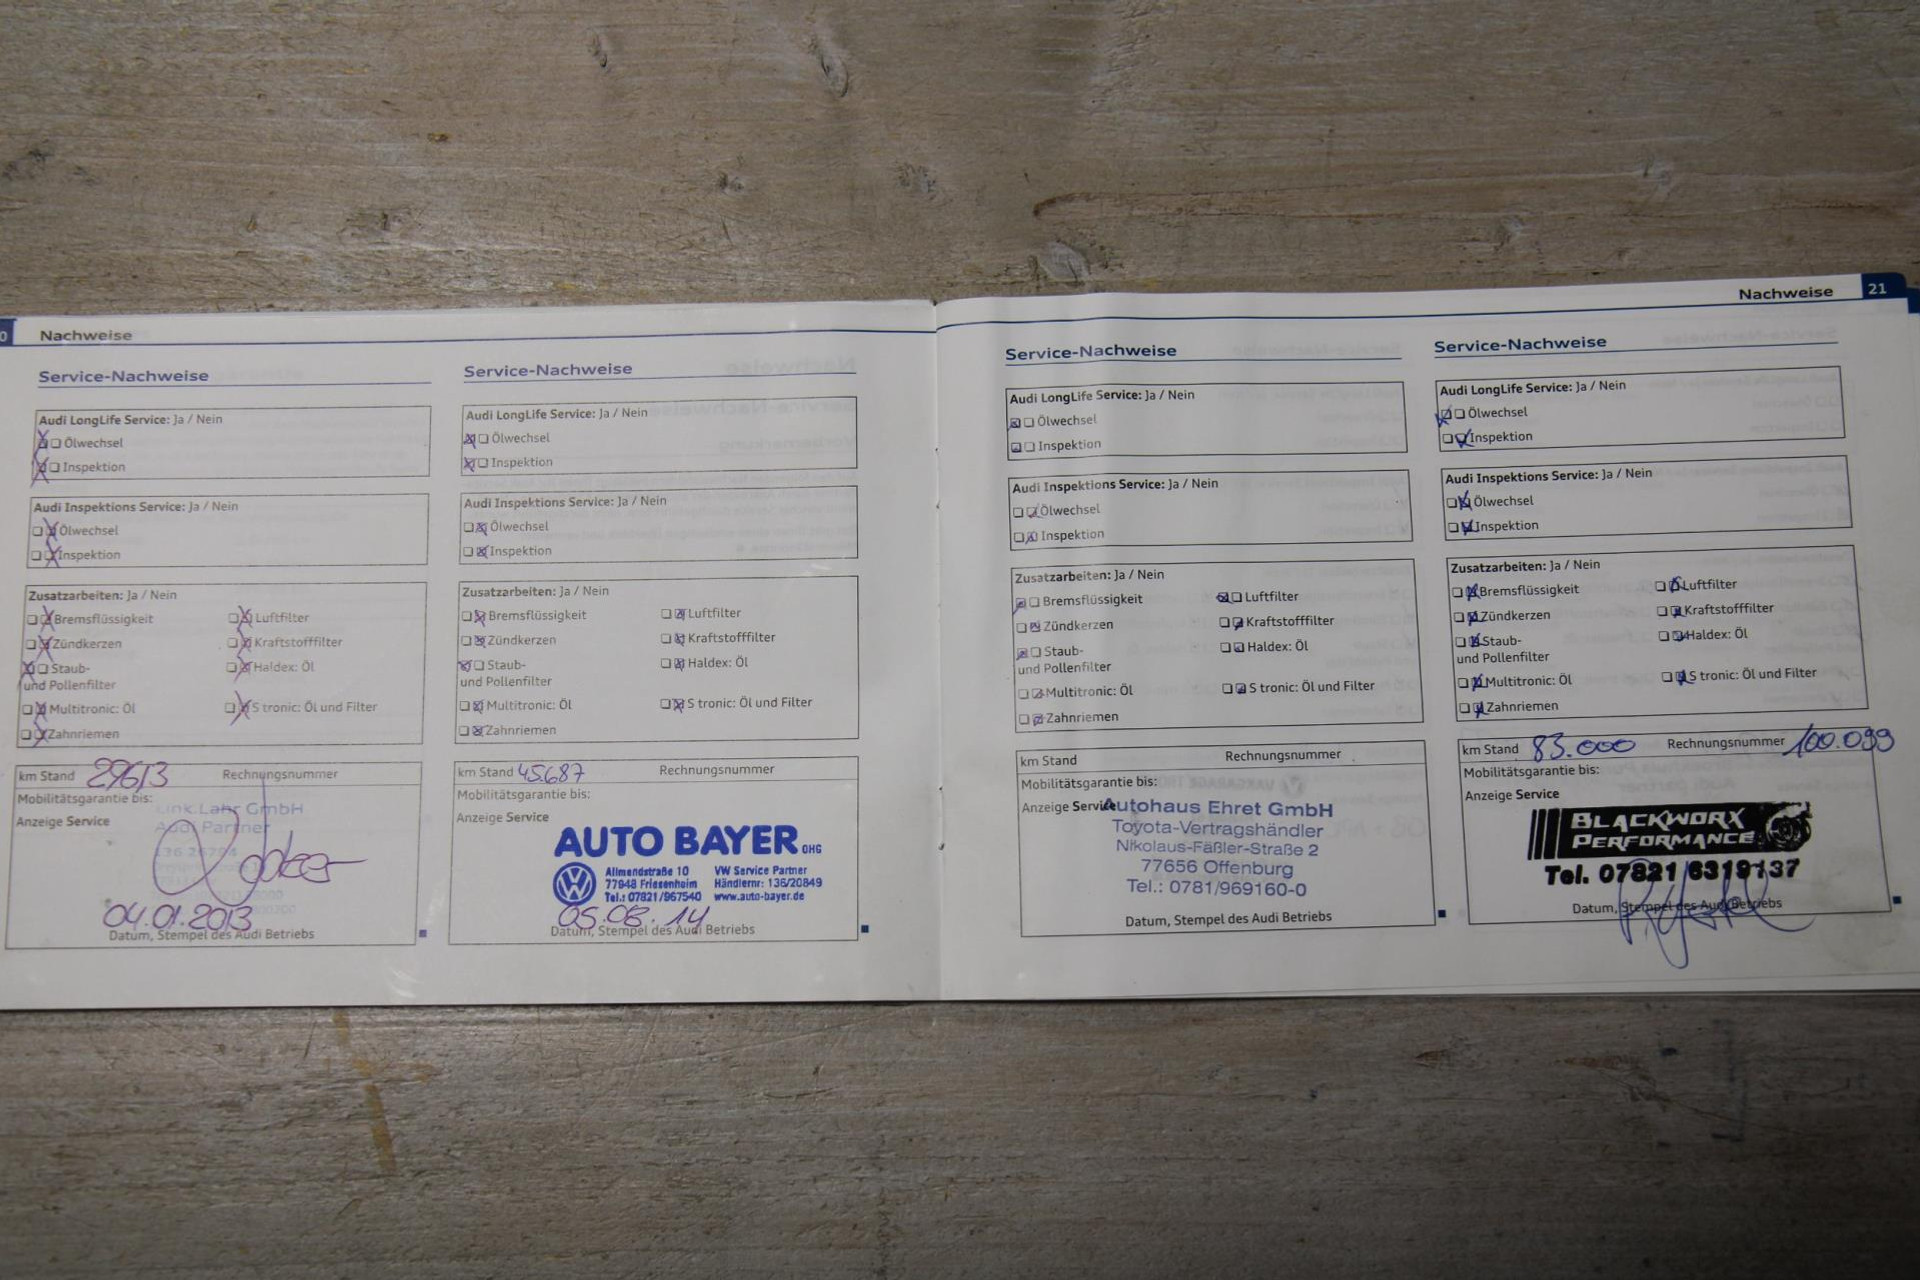 Nachweise
Service-Nachweise
Audi LongLife Service: Ja / Nein
Ölwechsel
Inspektion
Audi Inspektions Service: Ja / Nein
Ölwechsel
Inspektion
Zusatzarbeiten: Ja / Nein
Bremsflüssigkeit Luftfilter
Zündkerzen Kraftstofffilter
Staub- Haldex: Öl
und Pollenfilter
Multitronic: Öl S tronic: Öl und Filter
Zahnriemen
km Stand 29613 Rechnungsnummer
Mobilitätsgarantie bis:
Anzeige Service
Link Lahr GmbH
Audi Partner
04.01.2013
Datum, Stempel des Audi Betriebs
Service-Nachweise
Audi LongLife Service: Ja / Nein
Ölwechsel
Inspektion
Audi Inspektions Service: Ja / Nein
Ölwechsel
Inspektion
Zusatzarbeiten: Ja / Nein
Bremsflüssigkeit Luftfilter
Zündkerzen Kraftstofffilter
Staub- Haldex: Öl
und Pollenfilter
Multitronic: Öl S tronic: Öl und Filter
Zahnriemen
km Stand 45.687 Rechnungsnummer
Mobilitätsgarantie bis:
Anzeige Service
AUTO BAYER OHG
Allmendstraße 10 VW Service Partner
77948 Friesenheim Händlernr: 136/20849
Tel.: 07821/967540 www.auto-bayer.de
05.08.14
Datum, Stempel des Audi Betriebs
Nachweise 21
Service-Nachweise
Audi LongLife Service: Ja / Nein
Ölwechsel
Inspektion
Audi Inspektions Service: Ja / Nein
Ölwechsel
Inspektion
Zusatzarbeiten: Ja / Nein
Bremsflüssigkeit Luftfilter
Zündkerzen Kraftstofffilter
Staub- Haldex: Öl
und Pollenfilter
Multitronic: Öl S tronic: Öl und Filter
Zahnriemen
km Stand Rechnungsnummer
Mobilitätsgarantie bis:
Anzeige Service
Autohaus Ehret GmbH
Toyota-Vertragshändler
Nikolaus-Fäßler-Straße 2
77656 Offenburg
Tel.: 0781/969160-0
Datum, Stempel des Audi Betriebs
Service-Nachweise
Audi LongLife Service: Ja / Nein
Ölwechsel
Inspektion
Audi Inspektions Service: Ja / Nein
Ölwechsel
Inspektion
Zusatzarbeiten: Ja / Nein
Bremsflüssigkeit Luftfilter
Zündkerzen Kraftstofffilter
Staub- Haldex: Öl
und Pollenfilter
Multitronic: Öl S tronic: Öl und Filter
Zahnriemen
km Stand 83.000 Rechnungsnummer 100.099
Mobilitätsgarantie bis:
Anzeige Service
BLACKWORX
PERFORMANCE
Tel. 07821 6319137
Datum, Stempel des Audi Betriebs